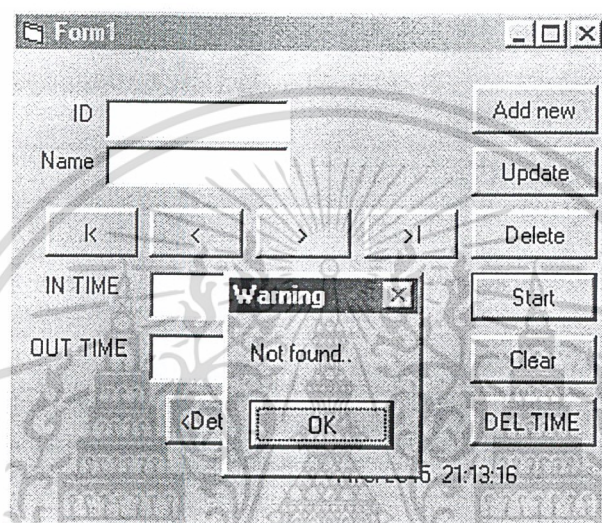 Form1
ID
Add new
Name
Update
|< < > >| Delete
IN TIME
Warning
Start
Not found..
OUT TIME
Clear
<Det
OK
DEL TIME
21:13:16